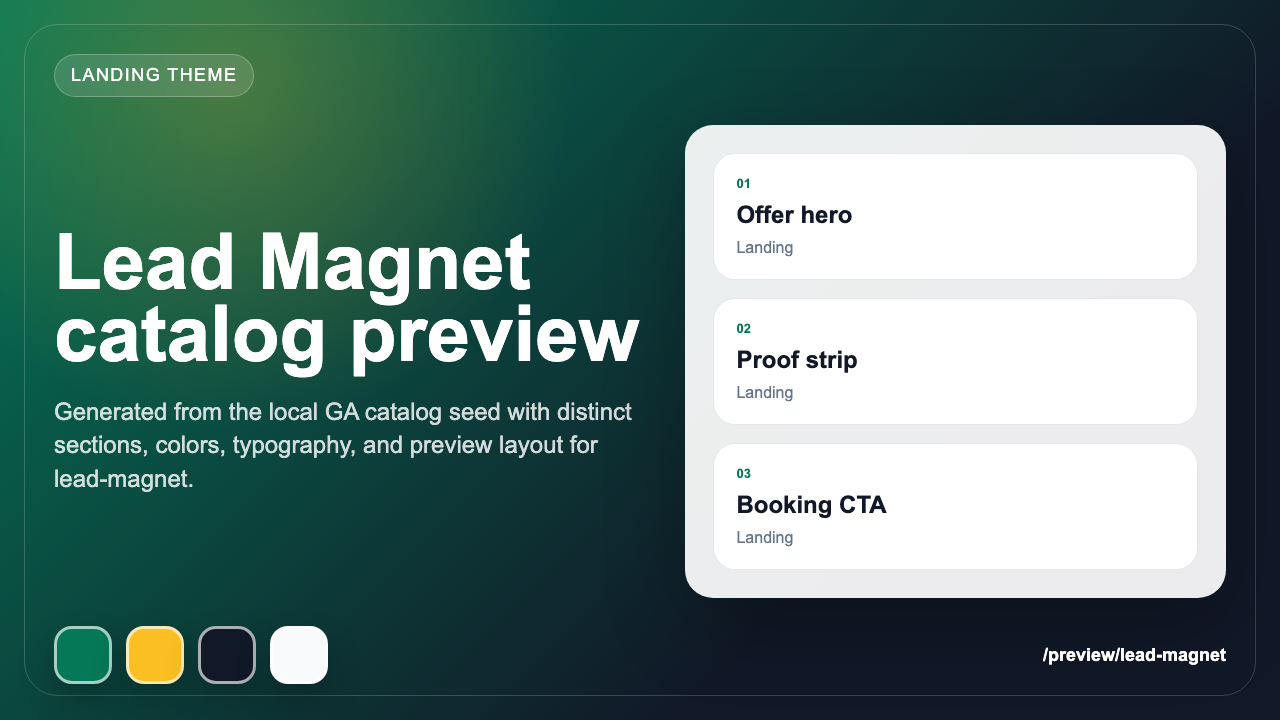 LANDING THEME
Lead Magnet
catalog preview
Generated from the local GA catalog seed with distinct
sections, colors, typography, and preview layout for
lead-magnet.
01
Offer hero
Landing
02
Proof strip
Landing
03
Booking CTA
Landing
/preview/lead-magnet